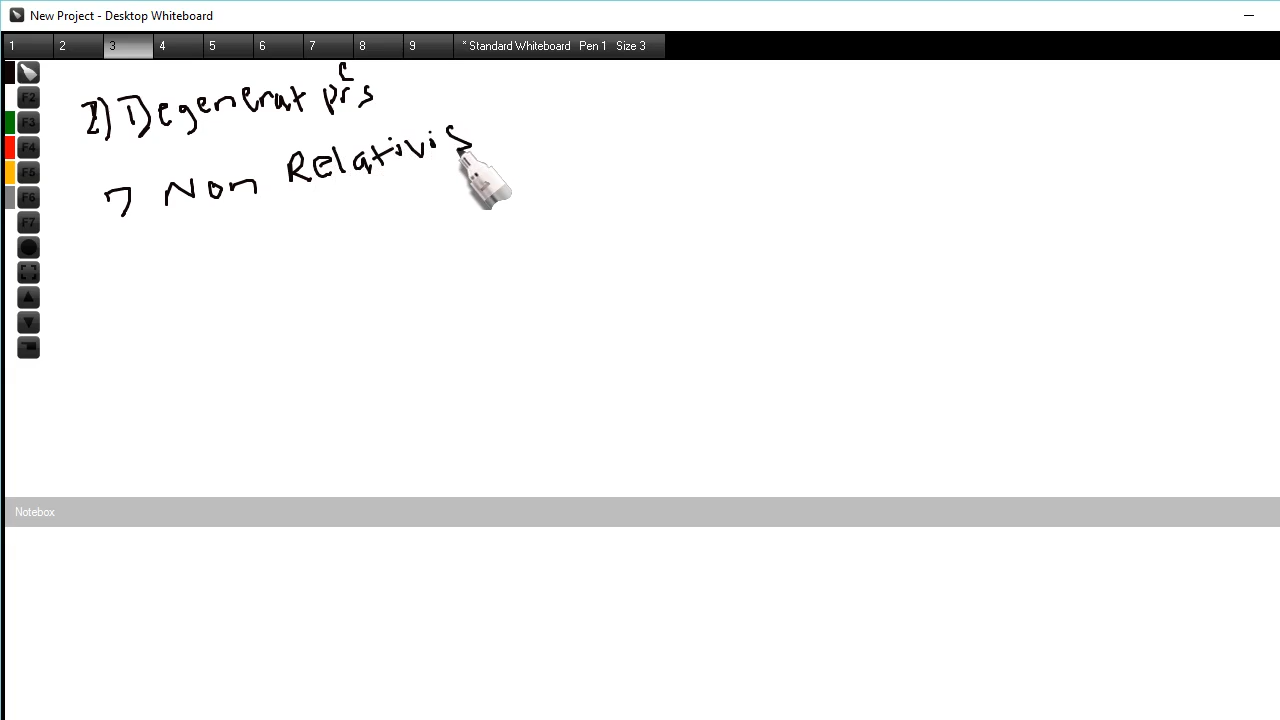 New Project - Desktop Whiteboard
1 2 3 4 5 6 7 8 9 * Standard Whiteboard Pen 1 Size 3
2) Degenerat prs
Non Relativis
F2
F3
F4
F5
F6
F7
Notebox